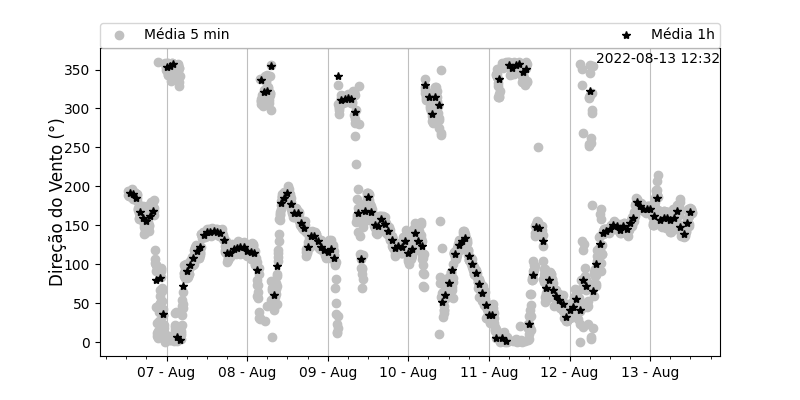 Média 5 min
Média 1h
2022-08-13 12:32
Direção do Vento (°)
350
300
250
200
150
100
50
0
07 - Aug
08 - Aug
09 - Aug
10 - Aug
11 - Aug
12 - Aug
13 - Aug